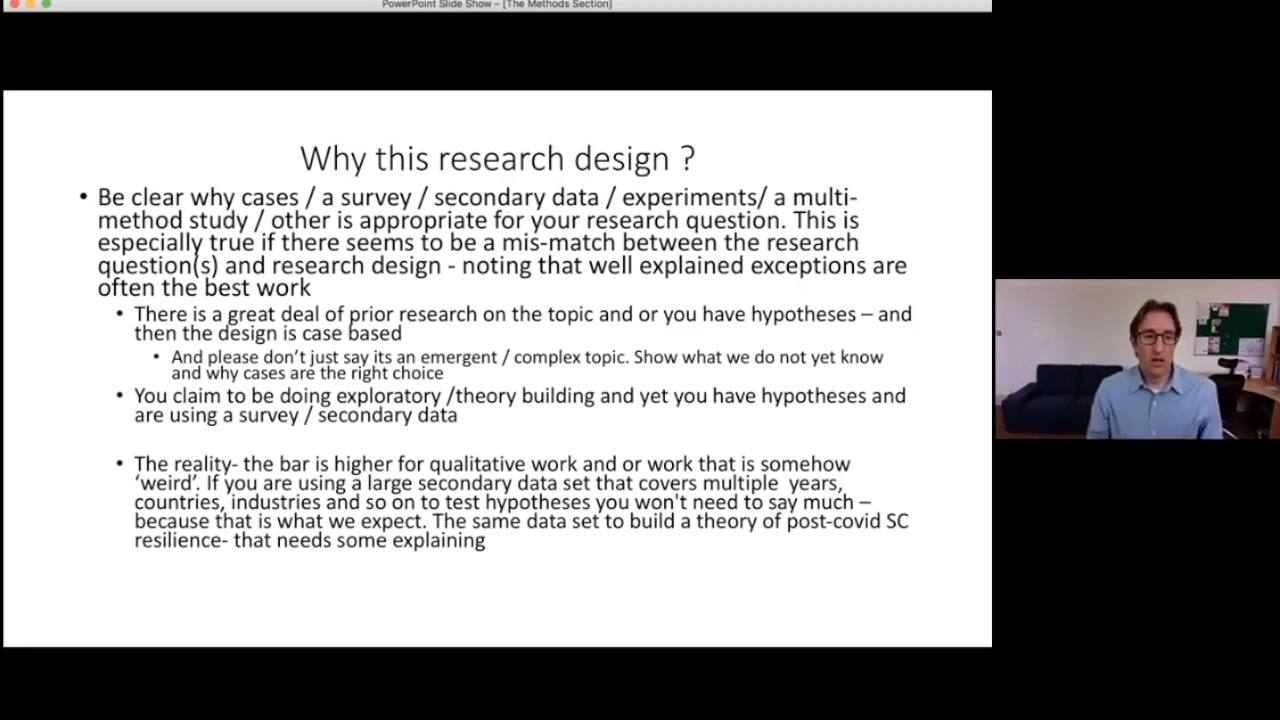 PowerPoint Slide Show – [The Methods Section]
Why this research design ?
• Be clear why cases / a survey / secondary data / experiments/ a multi-
method study / other is appropriate for your research question. This is
especially true if there seems to be a mis-match between the research
question(s) and research design - noting that well explained exceptions are
often the best work
• There is a great deal of prior research on the topic and or you have hypotheses – and
then the design is case based
• And please don’t just say its an emergent / complex topic. Show what we do not yet know
and why cases are the right choice
• You claim to be doing exploratory /theory building and yet you have hypotheses and
are using a survey / secondary data
• The reality- the bar is higher for qualitative work and or work that is somehow
‘weird’. If you are using a large secondary data set that covers multiple  years,
countries, industries and so on to test hypotheses you won't need to say much –
because that is what we expect. The same data set to build a theory of post-covid SC
resilience- that needs some explaining